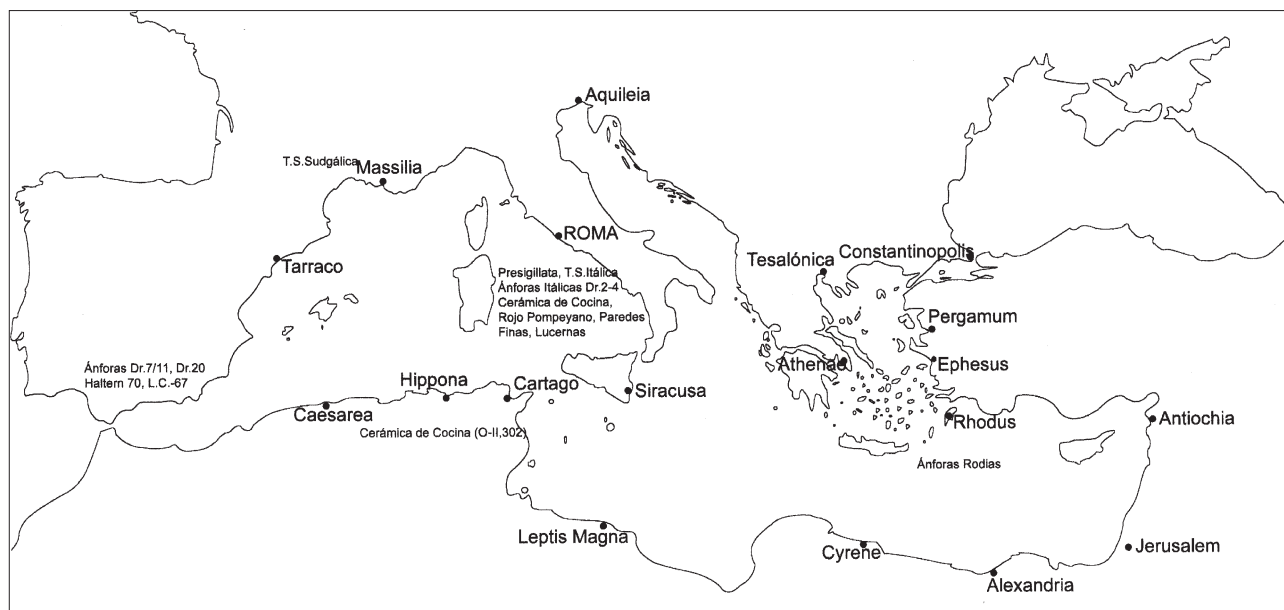 Aquileia
T.S.Sudgálica
Massilia
ROMA
Tarraco
Presigillata, T.S.Itálica
Ánforas Itálicas Dr.2-4
Cerámica de Cocina,
Rojo Pompeyano, Paredes
Finas, Lucernas
Tesalónica
Constantinopolis
Pergamum
Athenae
Ephesus
Ánforas Dr.7/11, Dr.20
Haltern 70, L.C.-67
Hippona
Cartago
Siracusa
Caesarea
Cerámica de Cocina (O-II,302)
Rhodus
Antiochia
Ánforas Rodias
Leptis Magna
Cyrene
Jerusalem
Alexandria